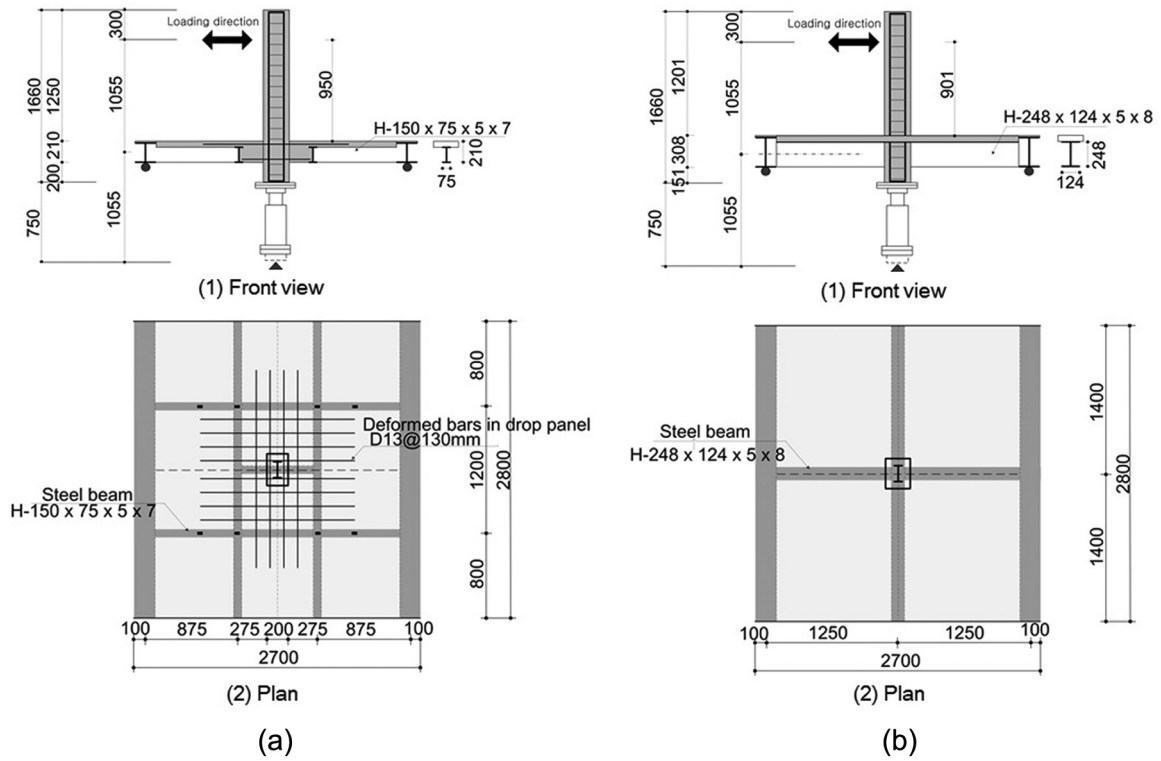 300
Loading direction
1660
1250
1055
950
H-150 x 75 x 5 x 7
210
210
200
75
750
1055
(1) Front view
800
Deformed bars in drop panel
D13@130mm
1200
2800
Steel beam
H-150 x 75 x 5 x 7
800
100 875 275 200 275 875 100
2700
(2) Plan
(a)
300
Loading direction
1660
1201
1055
901
H-248 x 124 x 5 x 8
308
248
151
124
750
1055
(1) Front view
1400
Steel beam
H-248 x 124 x 5 x 8
2800
1400
100 1250 1250 100
2700
(2) Plan
(b)